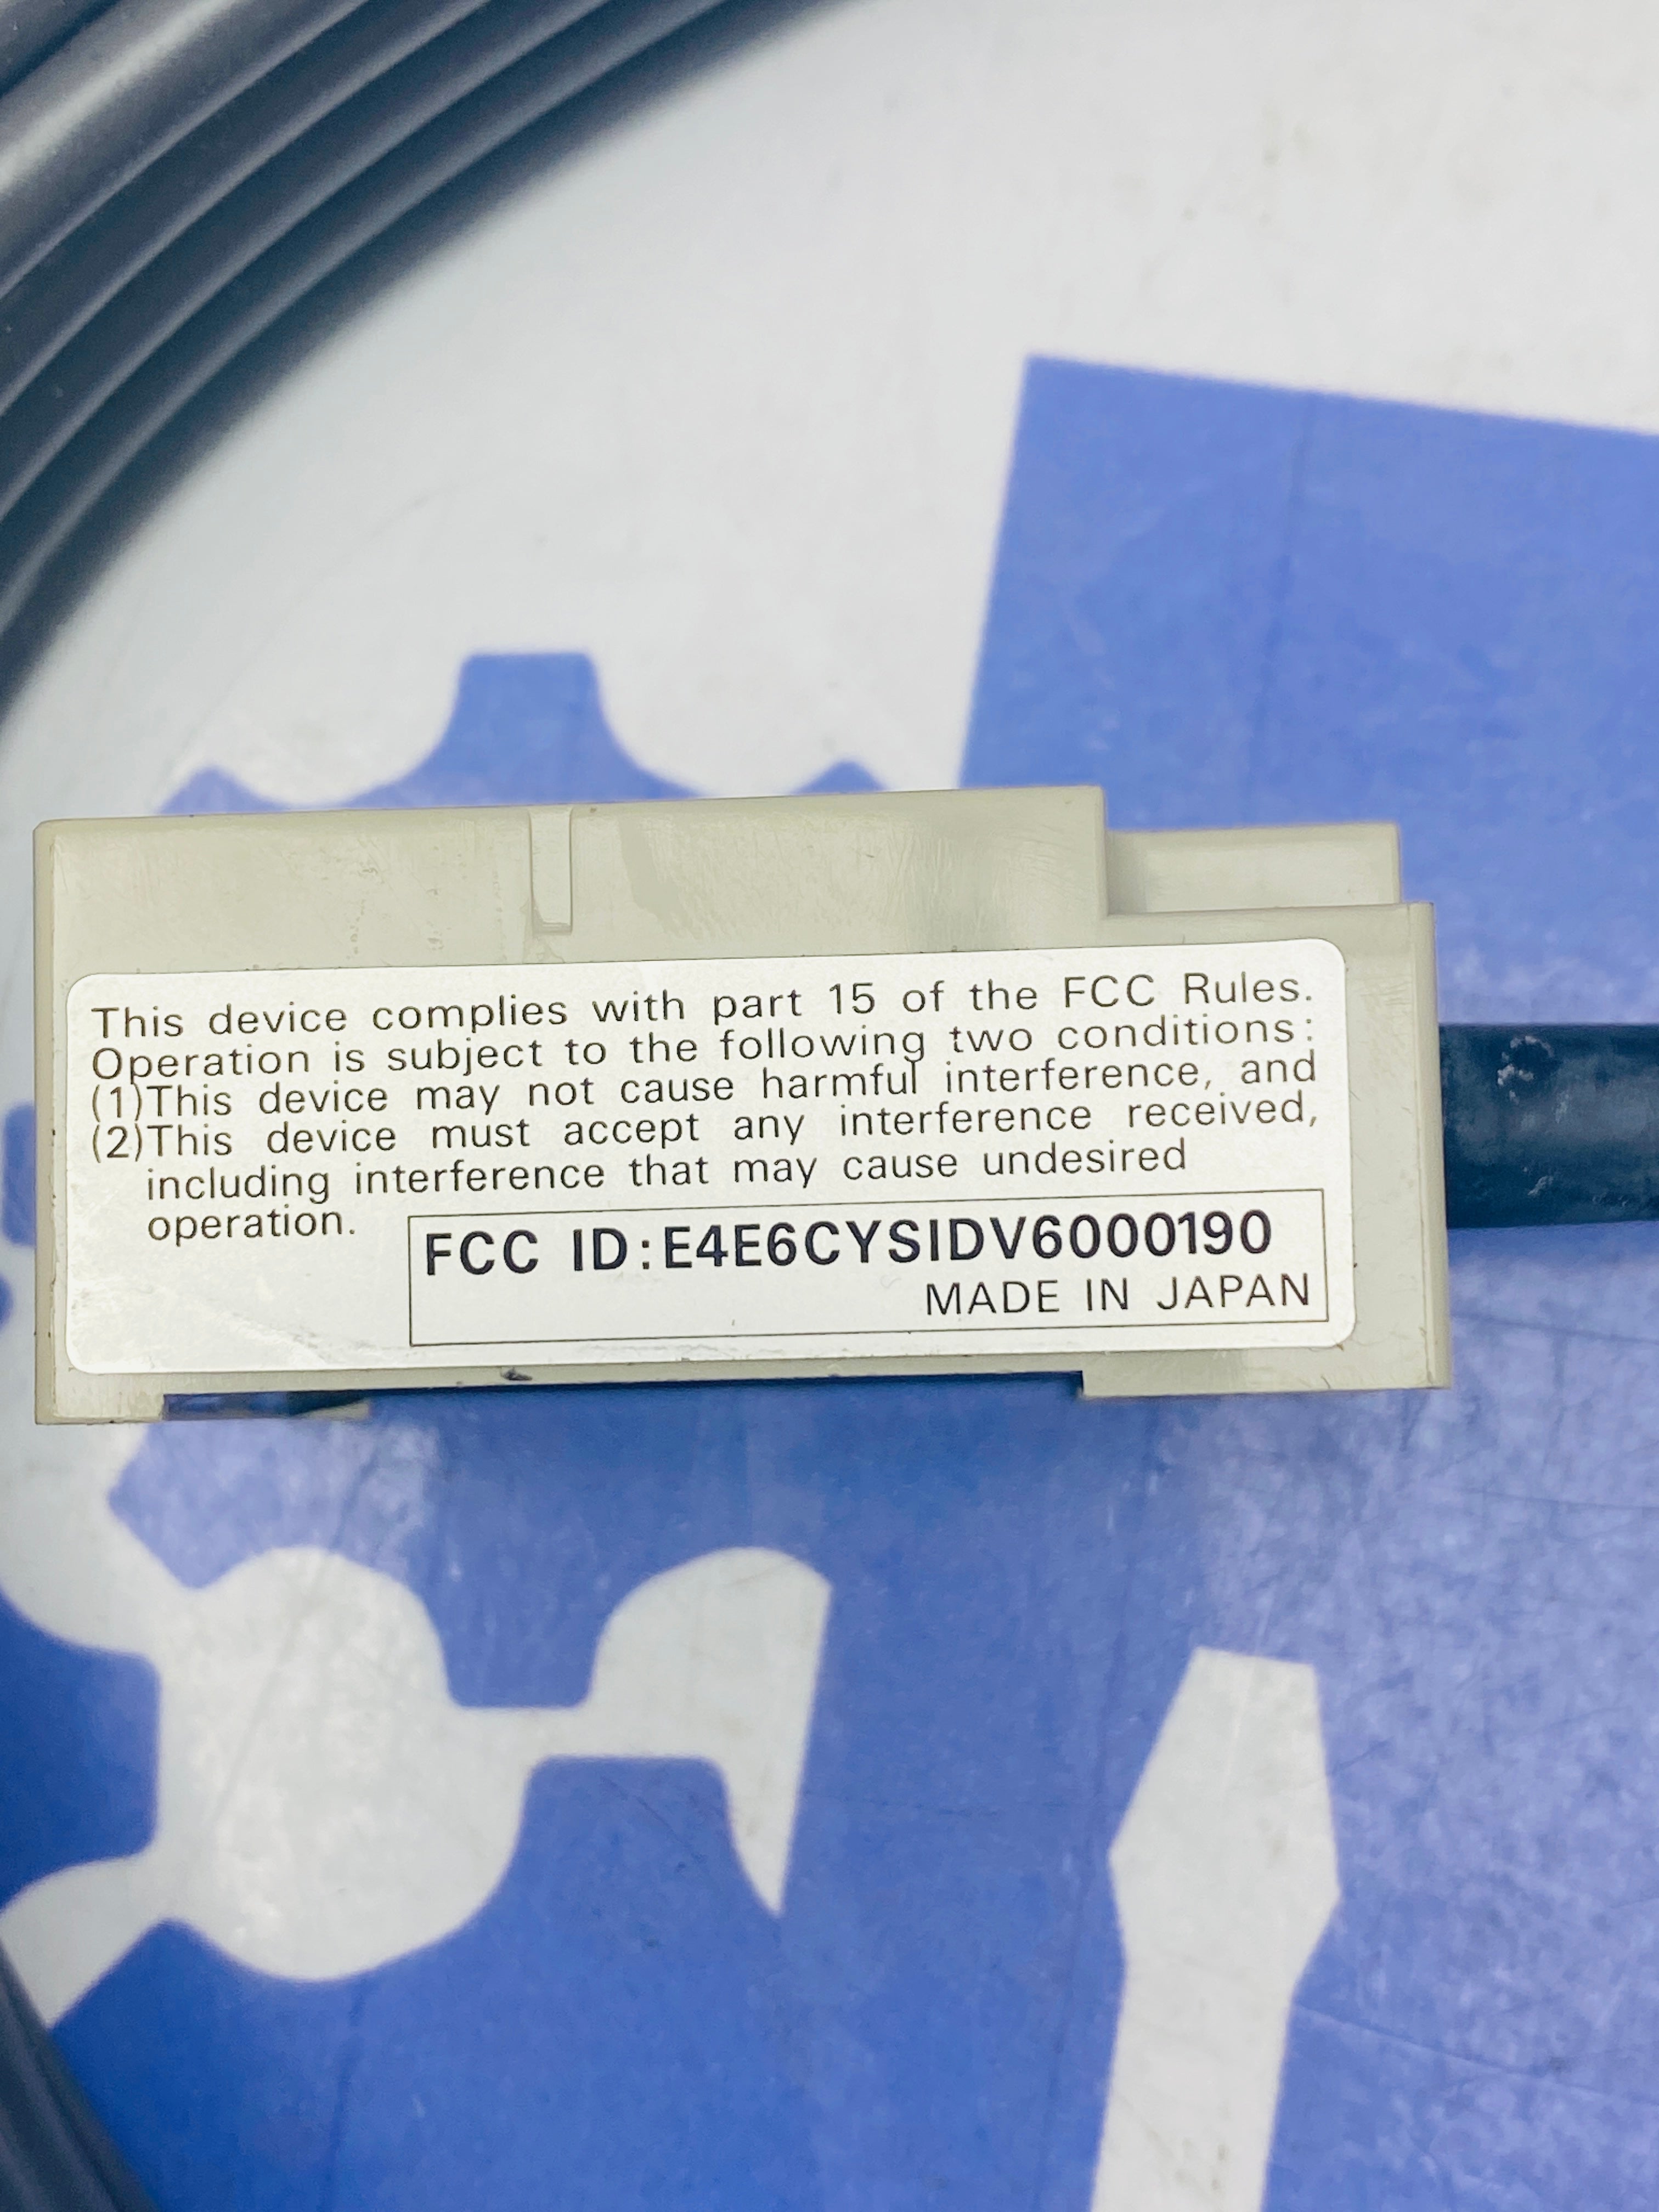 This device complies with part 15 of the FCC Rules.
Operation is subject to the following two conditions:
(1)This device may not cause harmful interference, and
(2)This device must accept any interference received,
including interference that may cause undesired
operation.
FCC ID:E4E6CYSIDV6000190
MADE IN JAPAN